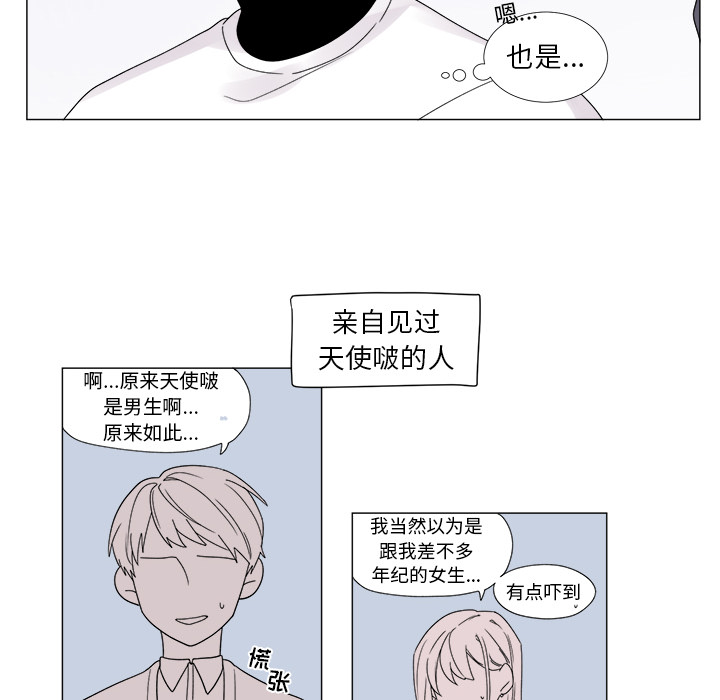 嗯...
也是...
亲自见过
天使啵的人
啊...原来天使啵
是男生啊...
原来如此...
慌张
我当然以为是
跟我差不多
年纪的女生...
有点吓到